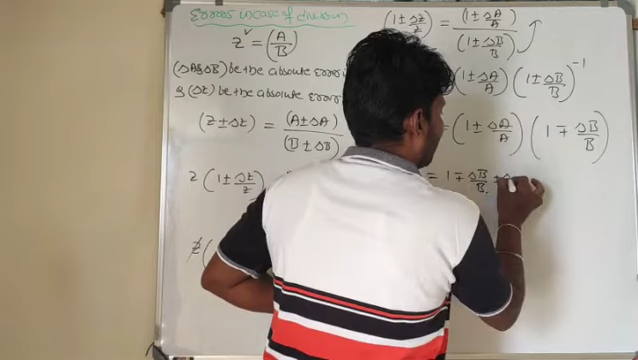 Errors in case of division
Z = (A/B)
(ΔA&ΔB) be the absolute error
& (ΔZ) be the absolute error
(Z ± ΔZ) = (A ± ΔA)/(B ± ΔB)
Z (1 ± ΔZ/Z)
Z (
(1 ± ΔZ/Z) = (1 ± ΔA/A)/(1 ± ΔB/B)
(1 ± ΔA/A) (1 ± ΔB/B)⁻¹
= (1 ± ΔA/A) (1 ∓ ΔB/B)
= 1 ∓ ΔB/B ±